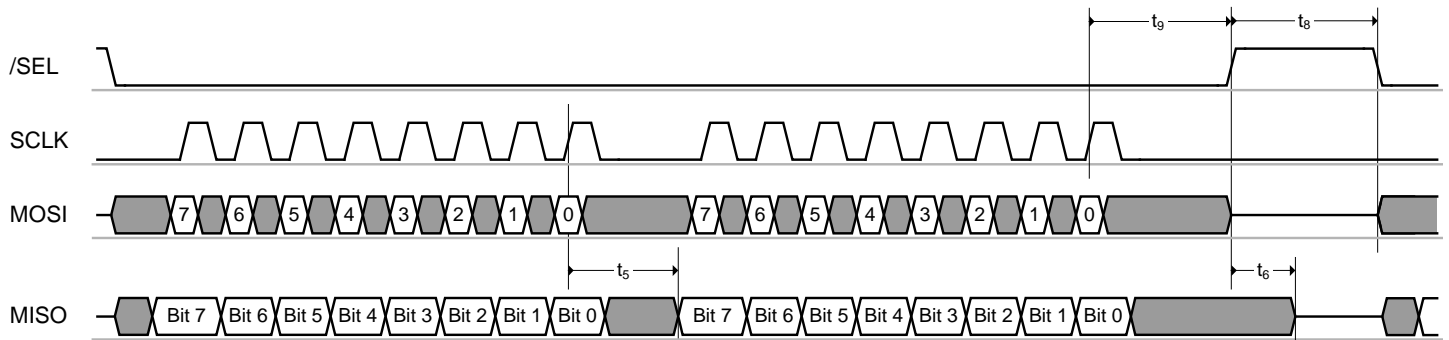 t9 t8
/SEL
SCLK
MOSI 7 6 5 4 3 2 1 0 7 6 5 4 3 2 1 0
t5 t6
MISO Bit 7 Bit 6 Bit 5 Bit 4 Bit 3 Bit 2 Bit 1 Bit 0 Bit 7 Bit 6 Bit 5 Bit 4 Bit 3 Bit 2 Bit 1 Bit 0